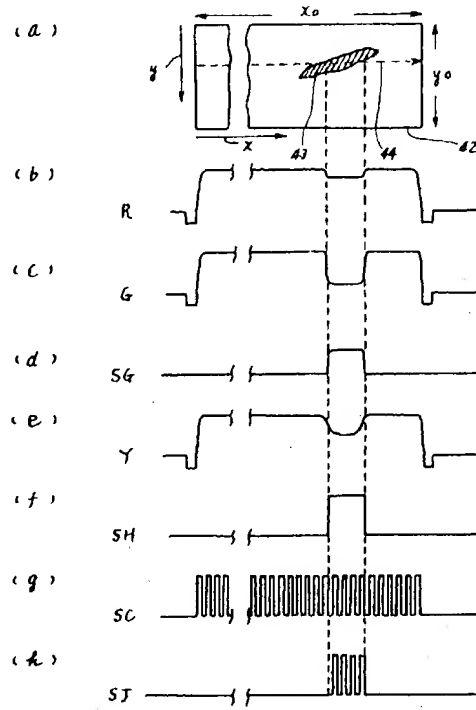 (a)
x₀
y
y₀
x
43
44
42
(b)
R
(c)
G
(d)
SG
(e)
Y
(f)
SH
(g)
SC
(h)
SJ